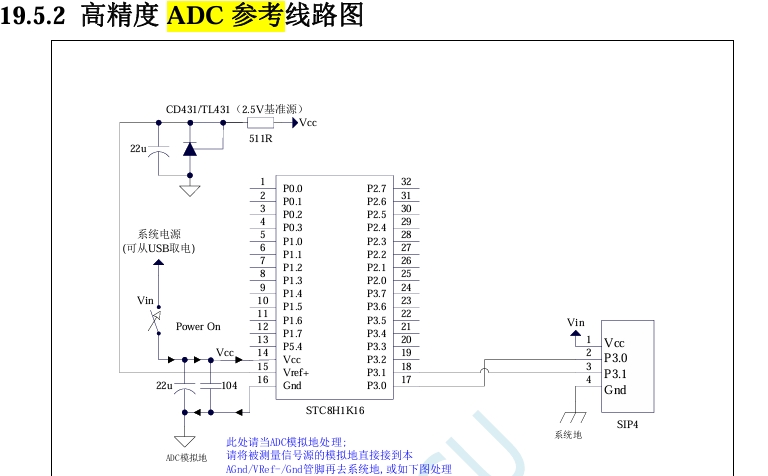 19.5.2 高精度 ADC 参考线路图
CD431/TL431（2.5V基准源）
Vcc
511R
22u
1 P0.0 P2.7 32
2 P0.1 P2.6 31
3 P0.2 P2.5 30
4 P0.3 P2.4 29
5 P1.0 P2.3 28
6 P1.1 P2.2 27
7 P1.2 P2.1 26
8 P1.3 P2.0 25
9 P1.4 P3.7 24
10 P1.5 P3.6 23
11 P1.6 P3.5 22
12 P1.7 P3.4 21
13 P5.4 P3.3 20
14 Vcc P3.2 19
15 Vref+ P3.1 18
16 Gnd P3.0 17
STC8H1K16
系统电源
(可从USB取电)
Vin
Power On
Vcc
22u
104
ADC模拟地
Vin
1 Vcc
2 P3.0
3 P3.1
4 Gnd
SIP4
系统地
此处请当ADC模拟地处理;
请将被测量信号源的模拟地直接接到本
AGnd/VRef-/Gnd管脚再去系统地,或如下图处理